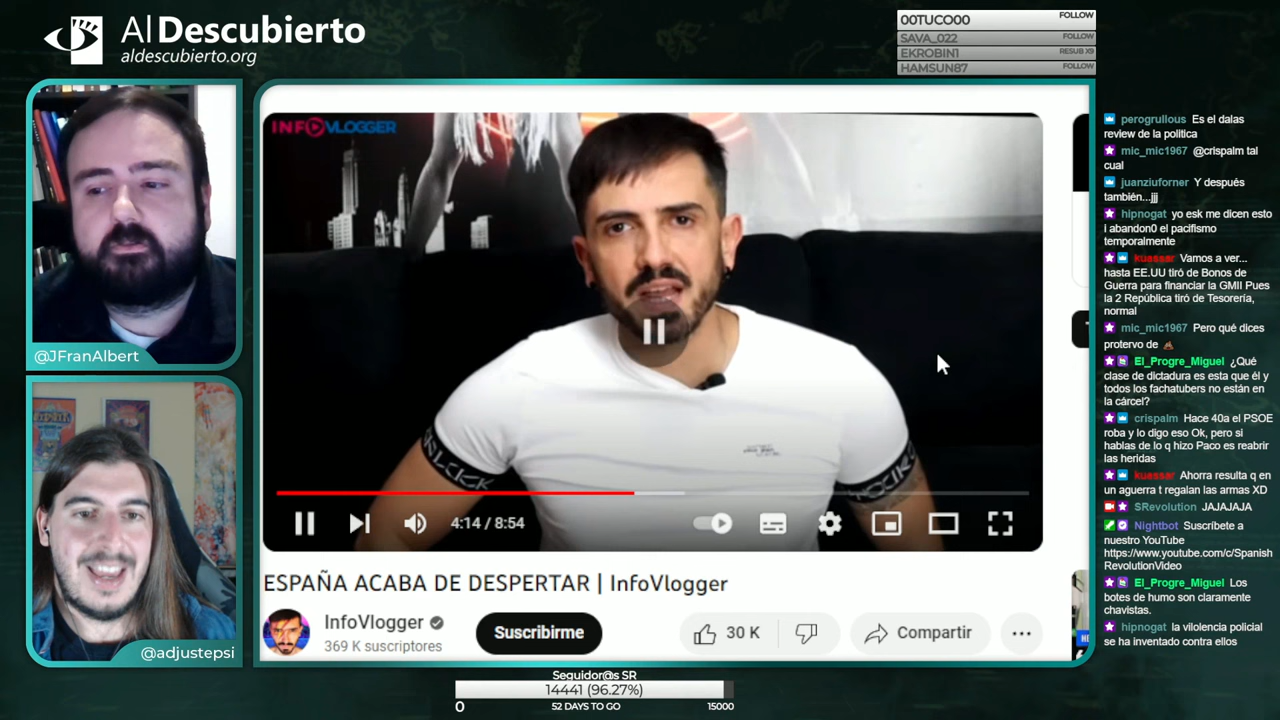 Al Descubierto
aldescubierto.org
00TUCO00 FOLLOW
SAVA_022 FOLLOW
EKROBIN1 RESUB X9
HAMSUN87 FOLLOW
@JFranAlbert
@adjustepsi
INFOVLOGGER
4:14 / 8:54
ESPAÑA ACABA DE DESPERTAR | InfoVlogger
InfoVlogger
369 K suscriptores
Suscribirme
30 K
Compartir
perogrullous Es el dalas
review de la politica
mic_mic1967 @crispalm tal
cual
juanziuforner Y después
también...jjj
hipnogat yo esk me dicen esto
i abandon0 el pacifismo
temporalmente
kuassar Vamos a ver...
hasta EE.UU tiró de Bonos de
Guerra para financiar la GMII Pues
la 2 República tiró de Tesorería,
normal
mic_mic1967 Pero qué dices
protervo de
El_Progre_Miguel ¿Qué
clase de dictadura es esta que él y
todos los fachatubers no están en
la cárcel?
crispalm Hace 40a el PSOE
roba y lo digo eso Ok, pero si
hablas de lo q hizo Paco es reabrir
las heridas
kuassar Ahorra resulta q en
un aguerra t regalan las armas XD
SRevolution JAJAJAJA
Nightbot Suscríbete a
nuestro YouTube
https://www.youtube.com/c/Spanish
RevolutionVideo
El_Progre_Miguel Los
botes de humo son claramente
chavistas.
hipnogat la vilolencia policial
se ha inventado contra ellos
Seguidor@s SR
14441 (96.27%)
0 52 DAYS TO GO 15000